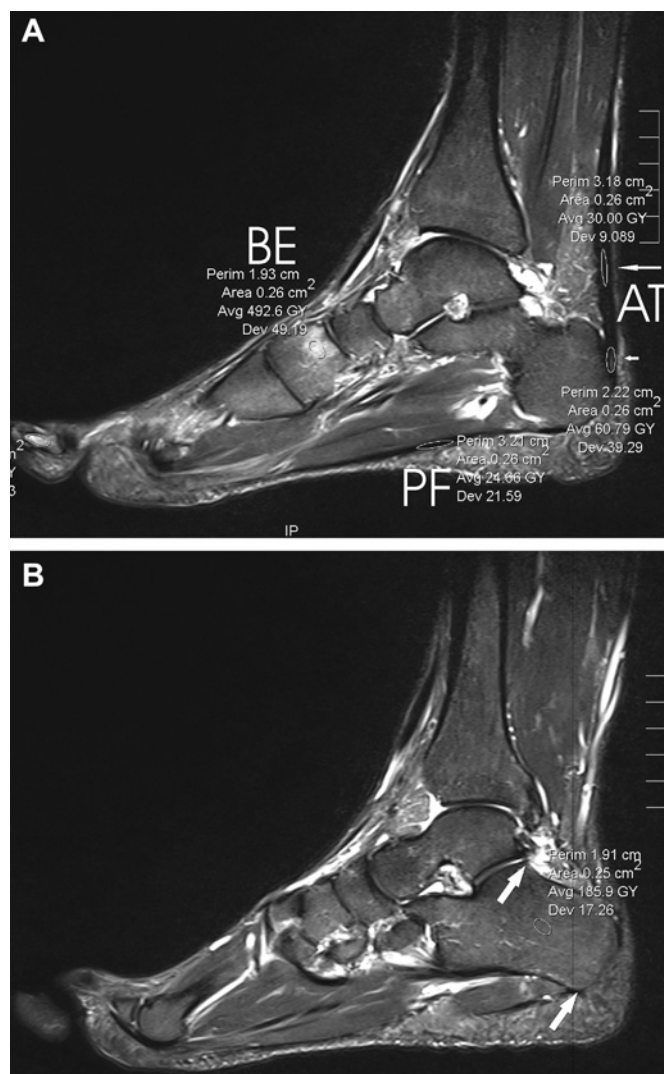 A
Perim 3.18 cm
Area 0.26 cm2
Avg 30.00 GY
Dev 9.089
BE
Perim 1.93 cm
Area 0.26 cm2
Avg 492.6 GY
Dev 49.19
AT
Perim 2.22 cm
Area 0.26 cm2
Avg 60.79 GY
Dev 39.29
Perim 3.21 cm
Area 0.26 cm2
Avg 24.66 GY
Dev 21.59
PF
2
Y
3
IP
B
Perim 1.91 cm
Area 0.25 cm2
Avg 185.9 GY
Dev 17.26